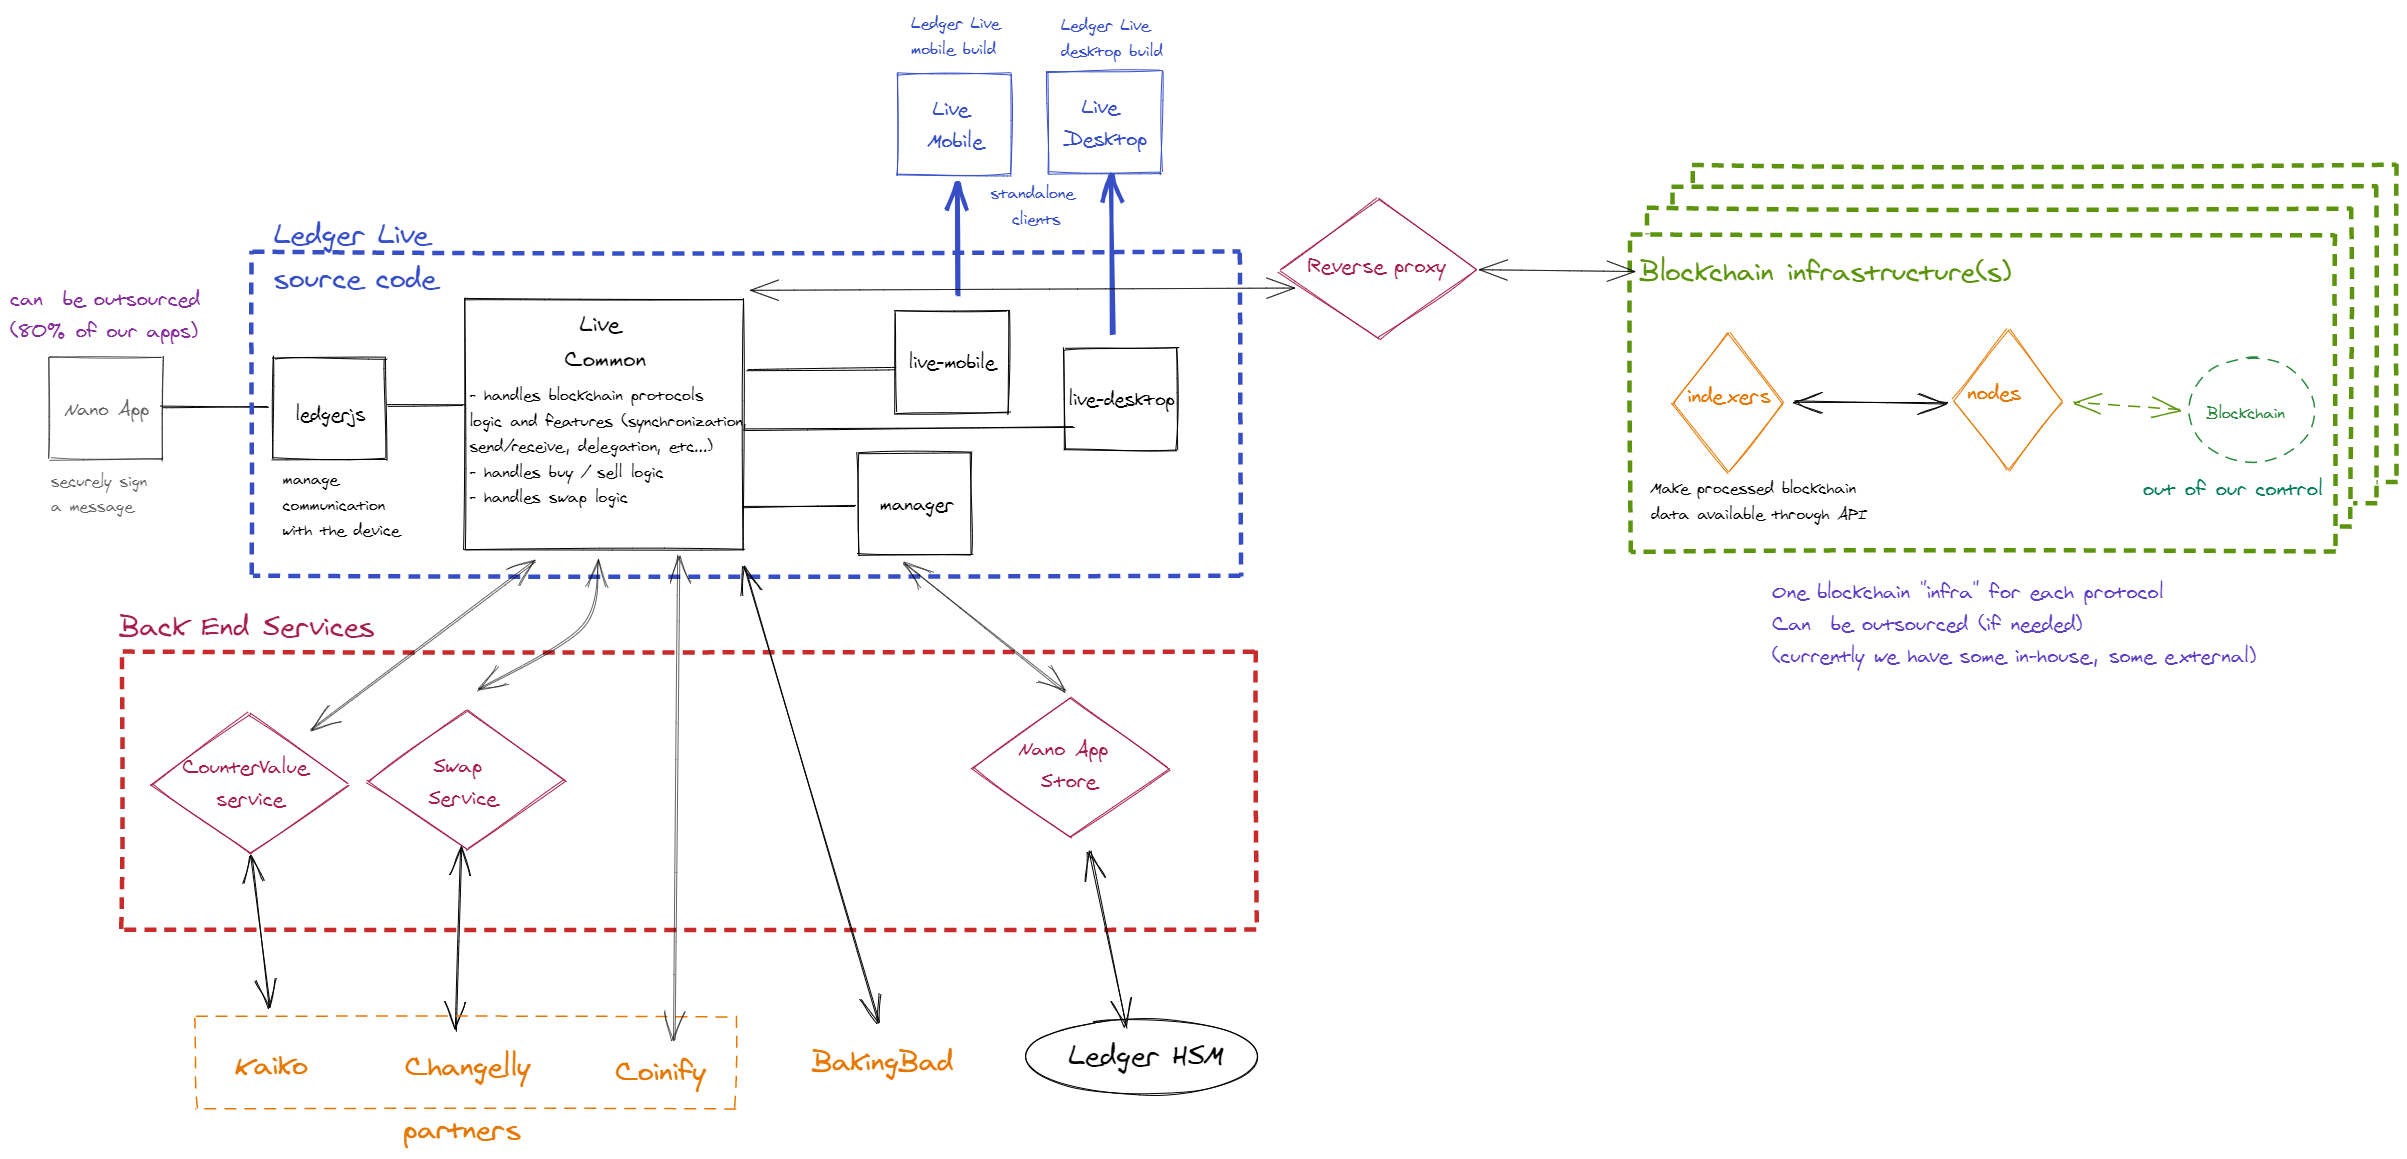 Ledger Live
mobile build
Ledger Live
desktop build
Live
Mobile
Live
Desktop
standalone
clients
Ledger Live
source code
can be outsourced
(80% of our apps)
Nano App
securely sign
a message
ledgerjs
manage
communication
with the device
Live
Common
- handles blockchain protocols
logic and features (synchronization,
send/receive, delegation, etc...)
- handles buy / sell logic
- handles swap logic
live-mobile
live-desktop
manager
Reverse proxy
Blockchain infrastructure(s)
indexers
nodes
Blockchain
Make processed blockchain
data available through API
out of our control
One blockchain "infra" for each protocol
Can be outsourced (if needed)
(currently we have some in-house, some external)
Back End Services
CounterValue
service
Swap
Service
Nano App
Store
Kaiko
Changelly
Coinify
BakingBad
Ledger HSM
partners